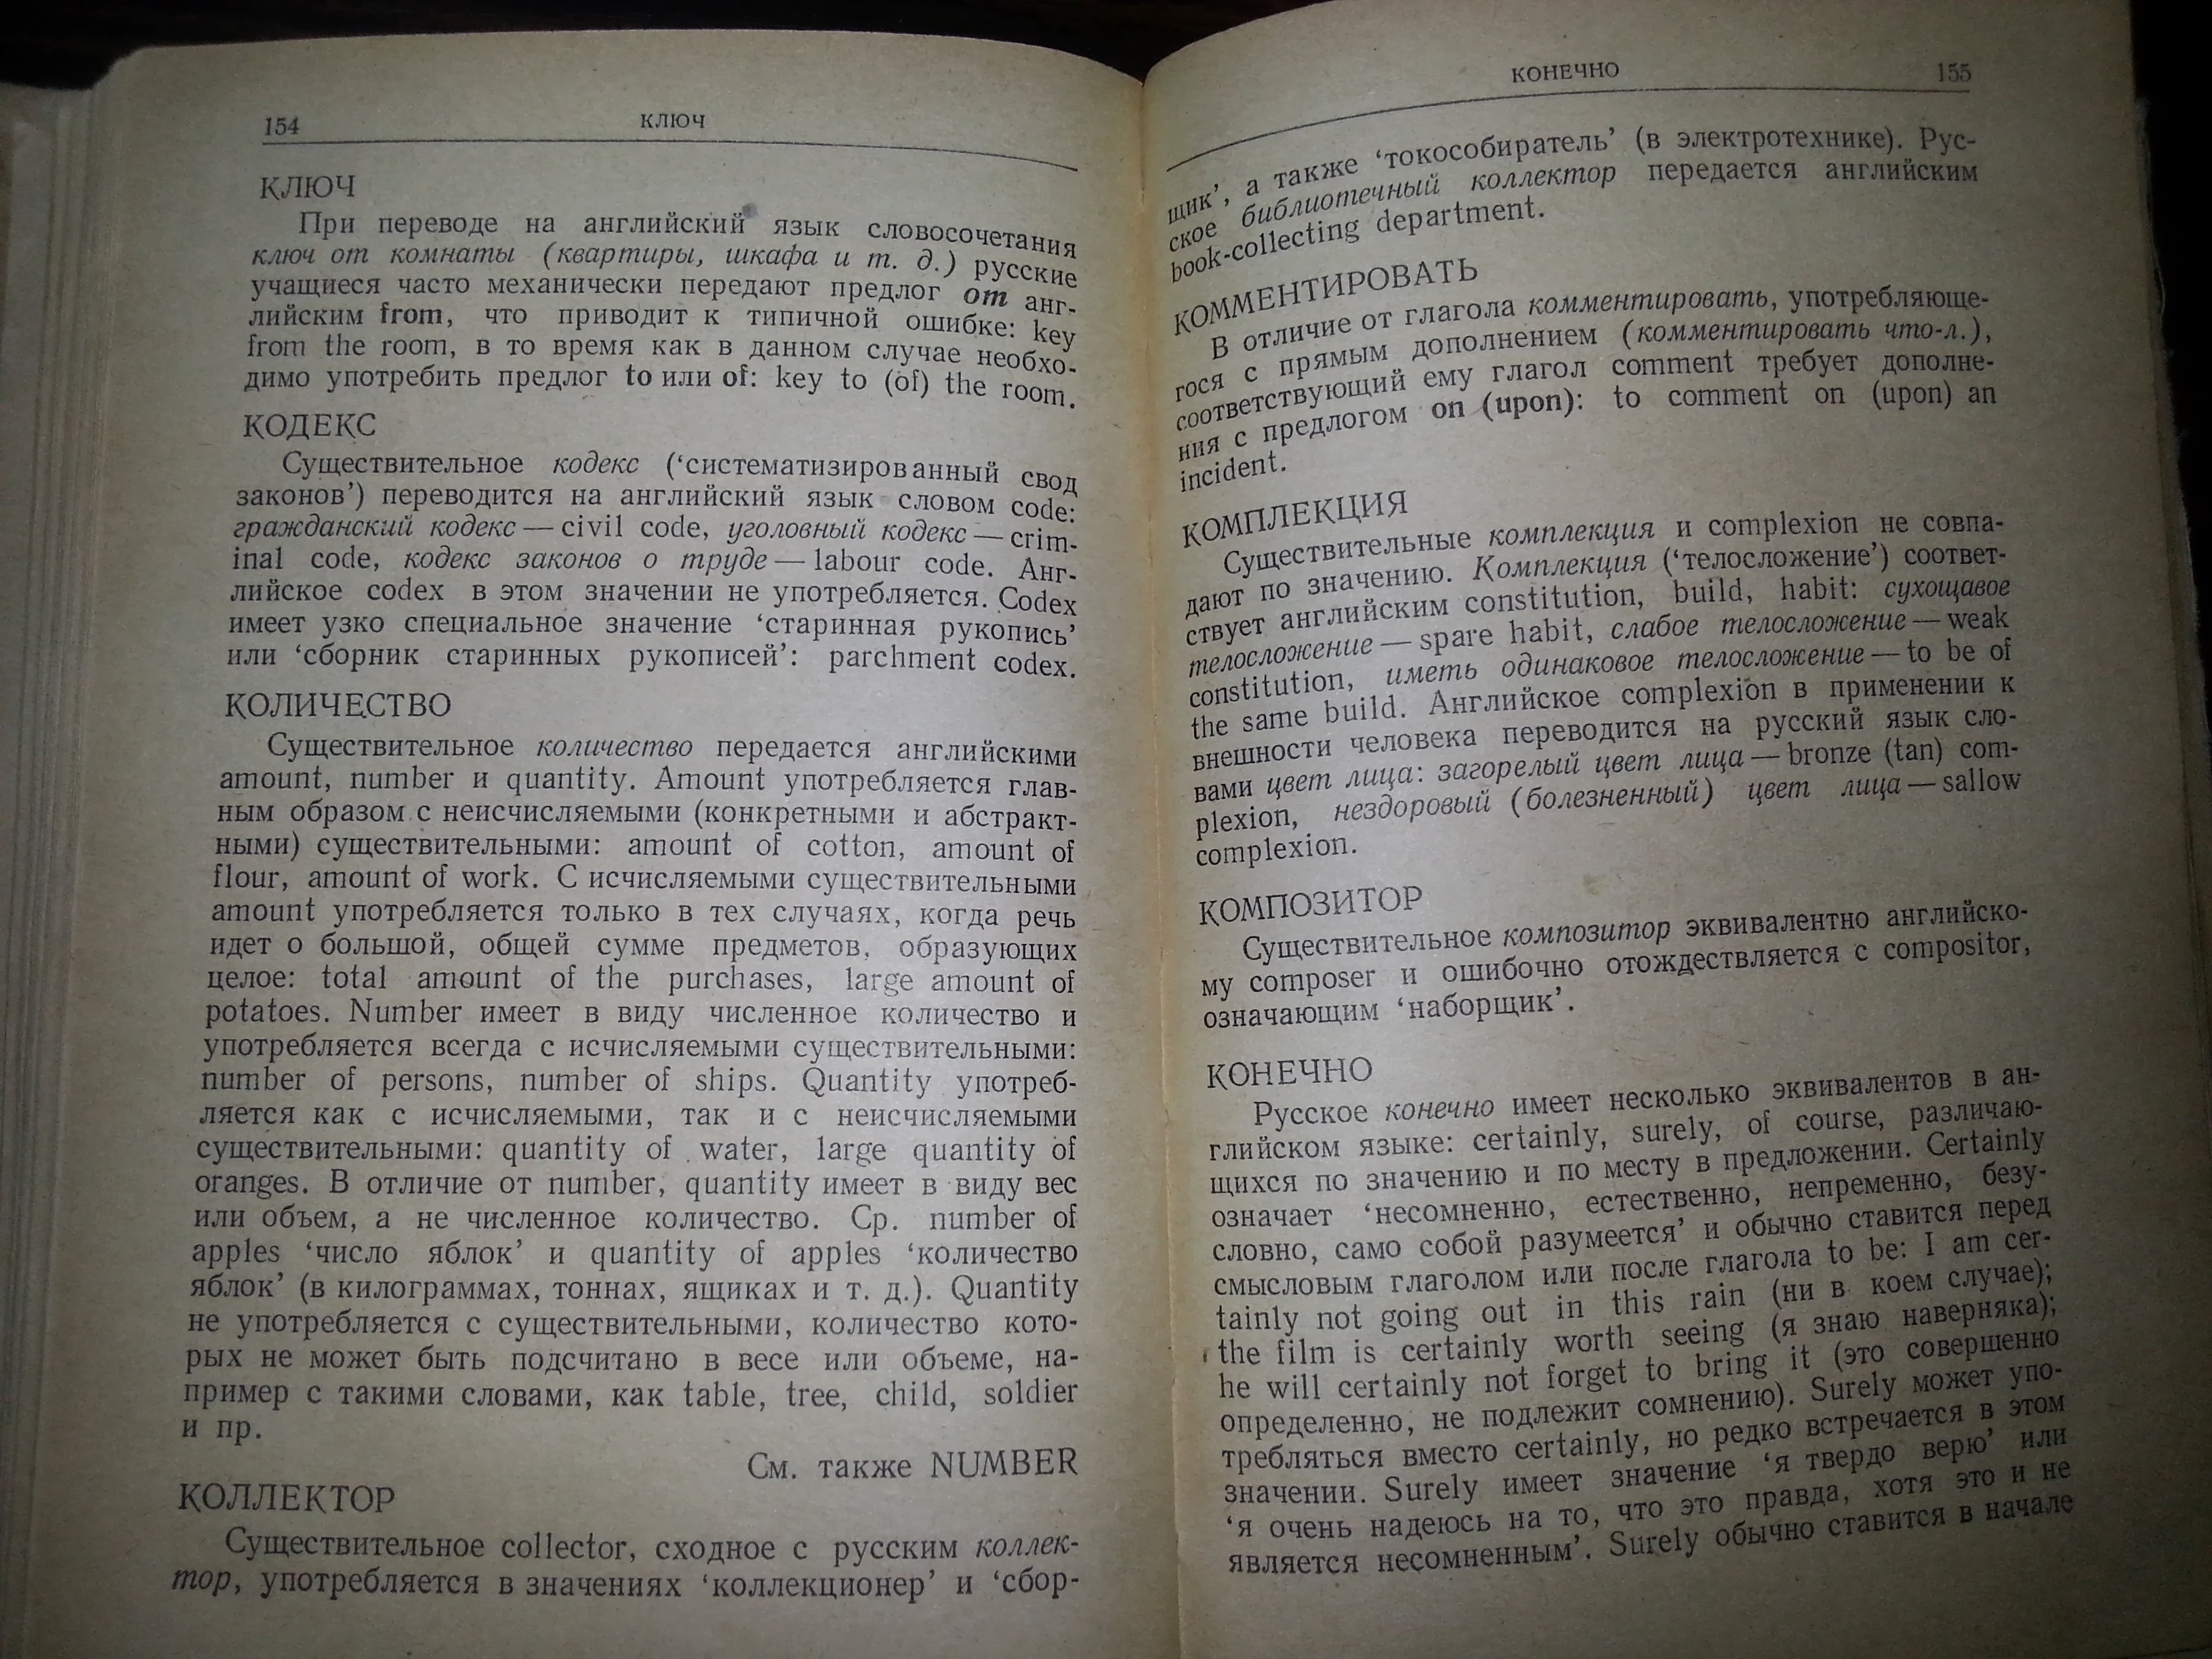 154
КЛЮЧ
КЛЮЧ
При переводе на английский язык словосочетания
ключ от комнаты (квартиры, шкафа и т. д.) русские
учащиеся часто механически передают предлог от анг-
лийским from, что приводит к типичной ошибке: key
from the room, в то время как в данном случае необхо-
димо употребить предлог to или of: key to (of) the room.
КОДЕКС
Существительное кодекс (‘систематизированный свод
законов’) переводится на английский язык словом code:
гражданский кодекс — civil code, уголовный кодекс — crim-
inal code, кодекс законов о труде — labour code. Анг-
лийское codex в этом значении не употребляется. Codex
имеет узко специальное значение ‘старинная рукопись’
или ‘сборник старинных рукописей’: parchment codex.
КОЛИЧЕСТВО
Существительное количество передается английскими
amount, number и quantity. Amount употребляется глав-
ным образом с неисчисляемыми (конкретными и абстракт-
ными) существительными: amount of cotton, amount of
flour, amount of work. С исчисляемыми существительными
amount употребляется только в тех случаях, когда речь
идет о большой, общей сумме предметов, образующих
целое: total amount of the purchases, large amount of
potatoes. Number имеет в виду численное количество и
употребляется всегда с исчисляемыми существительными:
number of persons, number of ships. Quantity употреб-
ляется как с исчисляемыми, так и с неисчисляемыми
существительными: quantity of water, large quantity of
oranges. В отличие от number, quantity имеет в виду вес
или объем, а не численное количество. Ср. number of
apples ‘число яблок’ и quantity of apples ‘количество
яблок’ (в килограммах, тоннах, ящиках и т. д.). Quantity
не употребляется с существительными, количество кото-
рых не может быть подсчитано в весе или объеме, на-
пример с такими словами, как table, tree, child, soldier
и пр.
См. также NUMBER
КОЛЛЕКТОР
Существительное collector, сходное с русским коллек-
тор, употребляется в значениях ‘коллекционер’ и ‘сбор-
КОНЕЧНО
155
щик’, а также ‘токособиратель’ (в электротехнике). Рус-
ское библиотечный коллектор передается английским
book-collecting department.
КОММЕНТИРОВАТЬ
В отличие от глагола комментировать, употребляюще-
гося с прямым дополнением (комментировать что-л.),
соответствующий ему глагол comment требует дополне-
ния с предлогом on (upon): to comment on (upon) an
incident.
КОМПЛЕКЦИЯ
Существительные комплекция и complexion не совпа-
дают по значению. Комплекция (‘телосложение’) соответ-
ствует английским constitution, build, habit: сухощавое
телосложение — spare habit, слабое телосложение — weak
constitution, иметь одинаковое телосложение — to be of
the same build. Английское complexion в применении к
внешности человека переводится на русский язык сло-
вами цвет лица: загорелый цвет лица — bronze (tan) com-
plexion, нездоровый (болезненный) цвет лица — sallow
complexion.
КОМПОЗИТОР
Существительное композитор эквивалентно английско-
му composer и ошибочно отождествляется с compositor,
означающим ‘наборщик’.
КОНЕЧНО
Русское конечно имеет несколько эквивалентов в ан-
глийском языке: certainly, surely, of course, различаю-
щихся по значению и по месту в предложении. Certainly
означает ‘несомненно, естественно, непременно, безу-
словно, само собой разумеется’ и обычно ставится перед
смысловым глаголом или после глагола to be: I am cer-
tainly not going out in this rain (ни в коем случае);
the film is certainly worth seeing (я знаю наверняка);
he will certainly not forget to bring it (это совершенно
определенно, не подлежит сомнению). Surely может упо-
требляться вместо certainly, но редко встречается в этом
значении. Surely имеет значение ‘я твердо верю’ или
‘я очень надеюсь на то, что это правда, хотя это и не
является несомненным’. Surely обычно ставится в начале